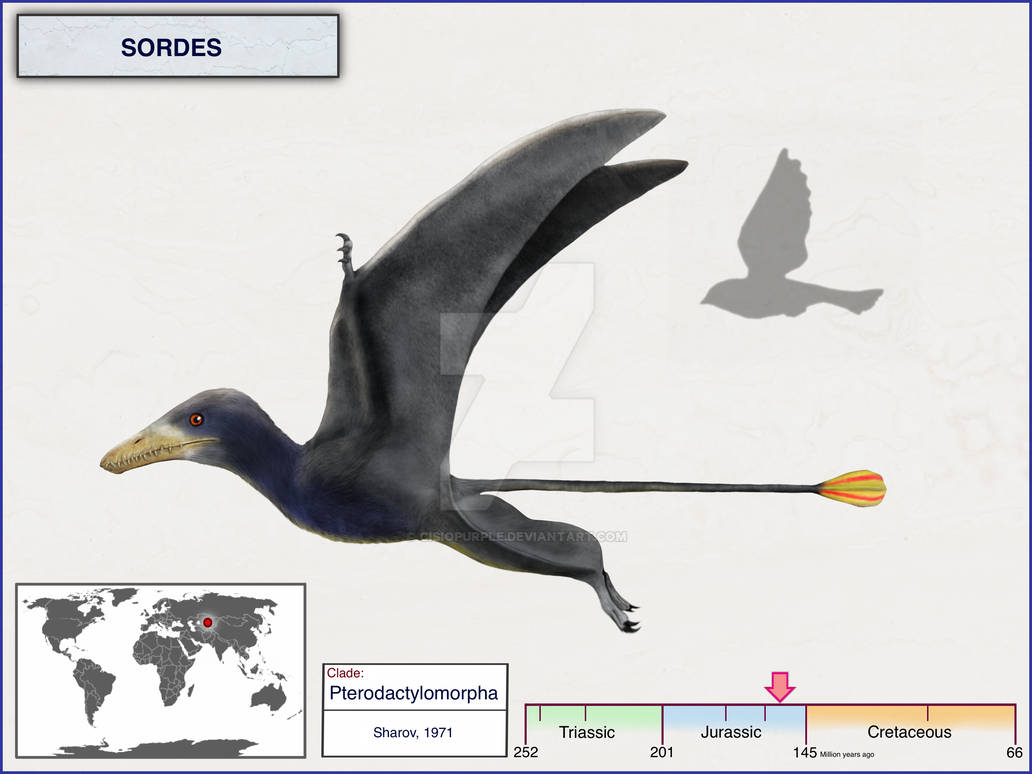 SORDES
© CISIOPURPLE.DEVIANTART.COM
Clade:
Pterodactylomorpha
Sharov, 1971
Triassic
Jurassic
Cretaceous
252
201
145 Million years ago
66